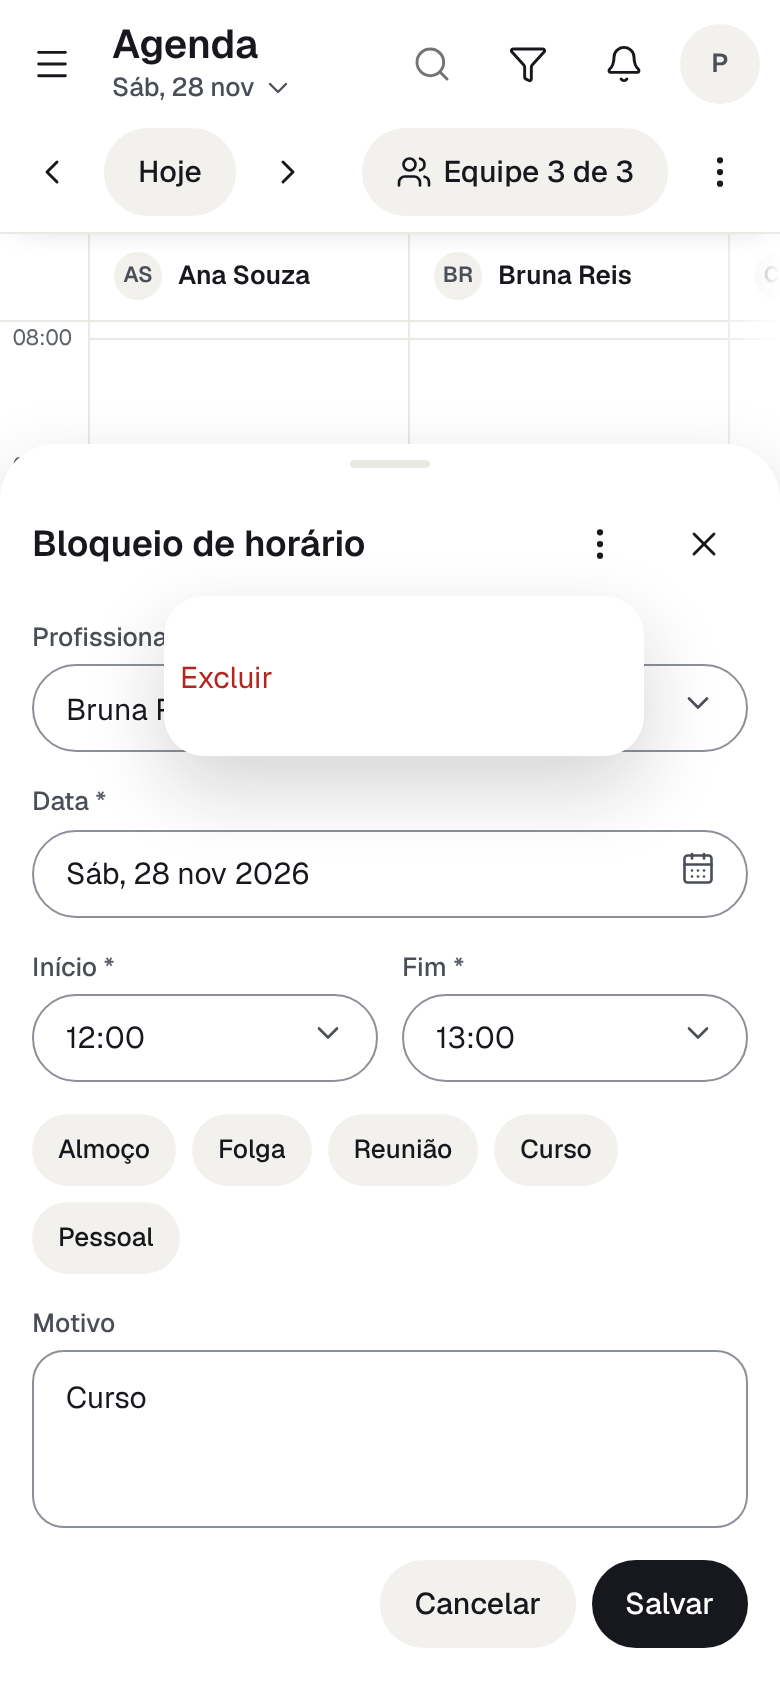 Agenda
Sáb, 28 nov
P
Hoje
Equipe 3 de 3
AS Ana Souza
BR Bruna Reis
08:00
Bloqueio de horário
Excluir
Bruna
Data *
Sáb, 28 nov 2026
Início *
Fim *
12:00
13:00
Almoço
Folga
Reunião
Curso
Pessoal
Motivo
Curso
Cancelar
Salvar